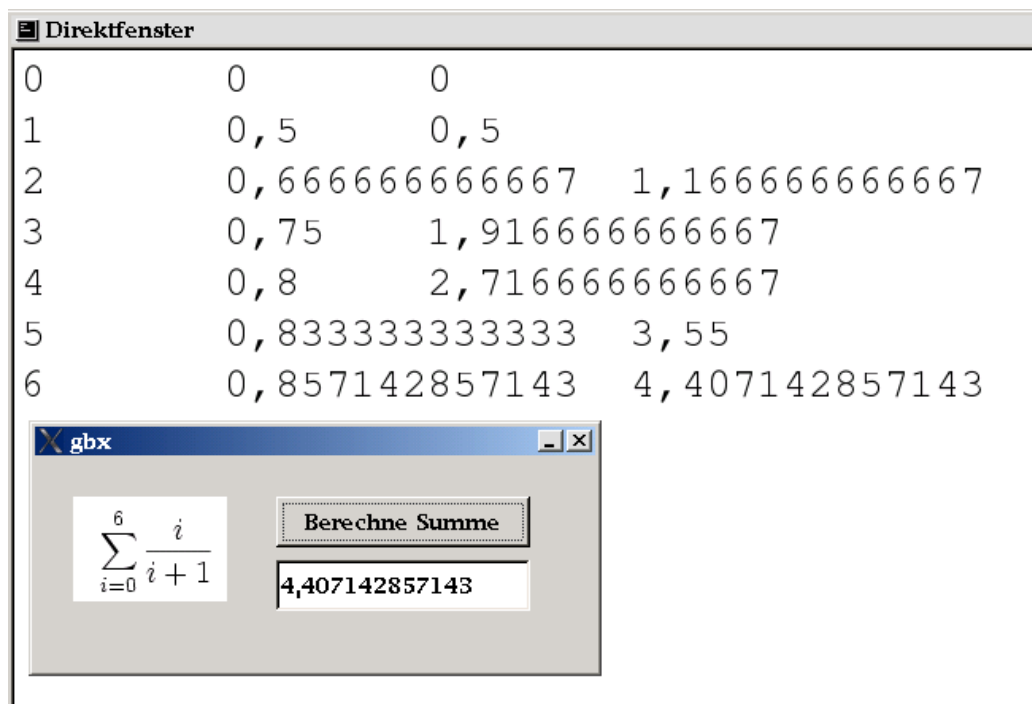 Direktfenster
0 0 0
1 0,5 0,5
2 0,666666666667 1,166666666667
3 0,75 1,916666666667
4 0,8 2,716666666667
5 0,833333333333 3,55
6 0,857142857143 4,407142857143
gbx
6
∑ i/(i + 1)
i=0
Berechne Summe
4,407142857143